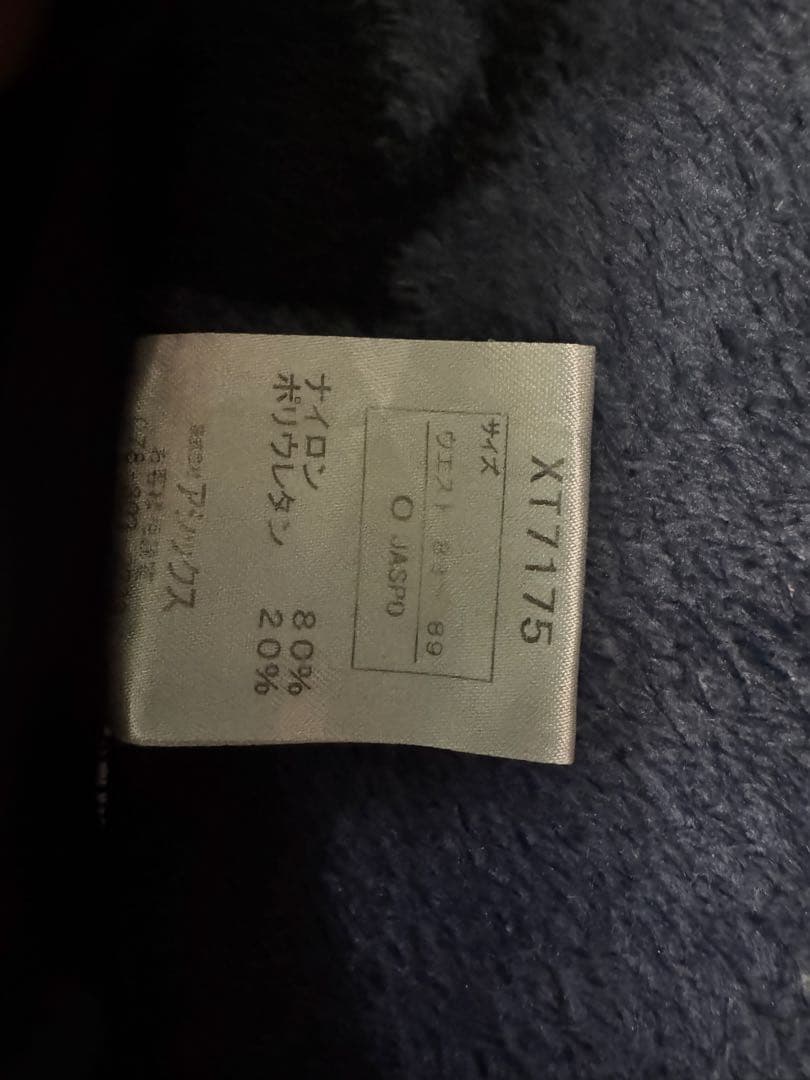 XT7175
サイズ
ウエスト 89
O JASPO
ナイロン 80%
ポリウレタン 20%
アシックス